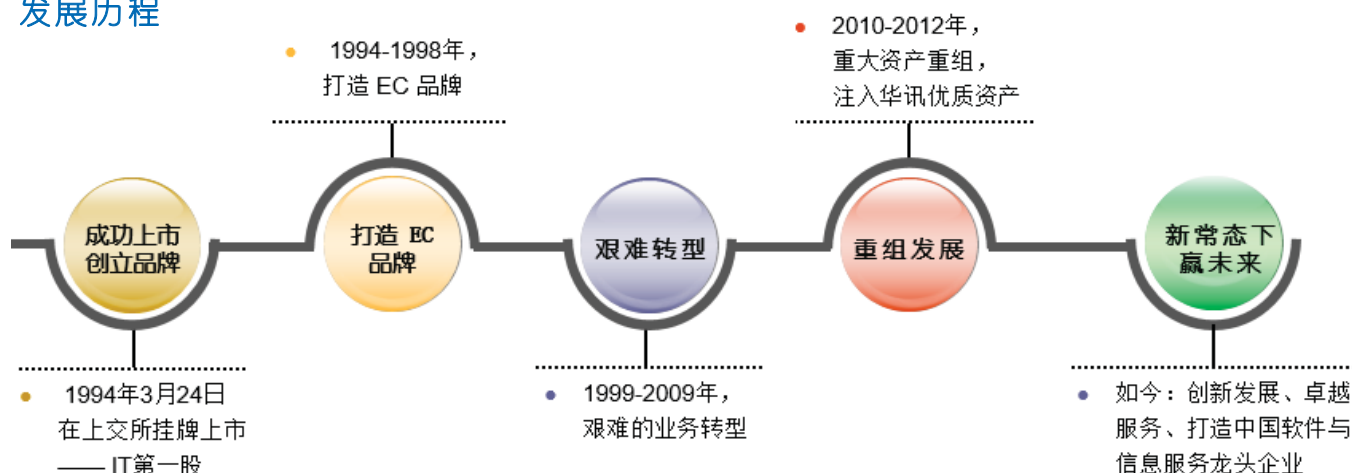 发展历程
1994-1998年，
打造 EC 品牌
2010-2012年，
重大资产重组，
注入华讯优质资产
成功上市
创立品牌
打造 EC
品牌
艰难转型
重组发展
新常态下
赢未来
1994年3月24日
在上交所挂牌上市
—— IT第一股
1999-2009年，
艰难的业务转型
如今：创新发展、卓越
服务、打造中国软件与
信息服务龙头企业